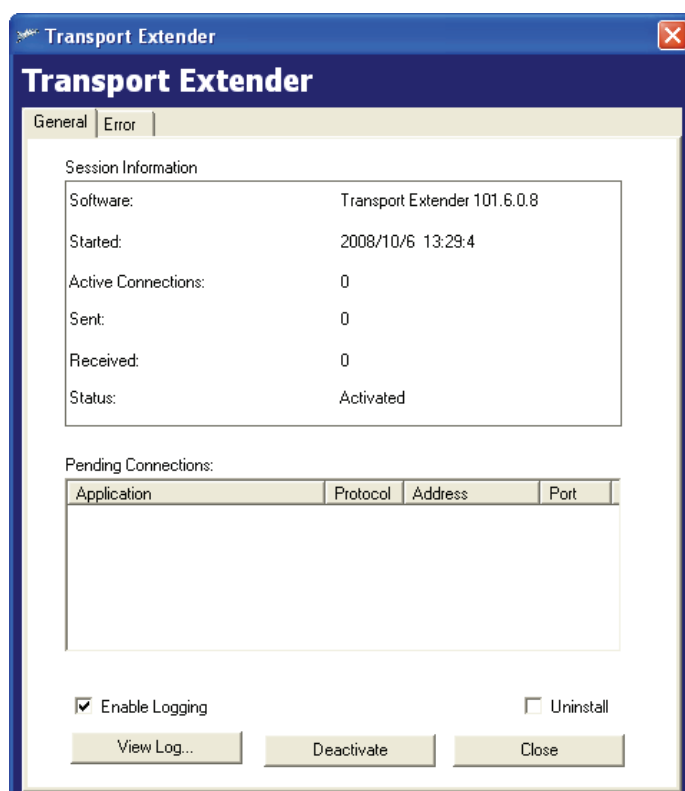 Transport Extender
Transport Extender
General Error
Session Information
Software: Transport Extender 101.6.0.8
Started: 2008/10/6 13:29:4
Active Connections: 0
Sent: 0
Received: 0
Status: Activated
Pending Connections:
Application Protocol Address Port
Enable Logging Uninstall
View Log... Deactivate Close